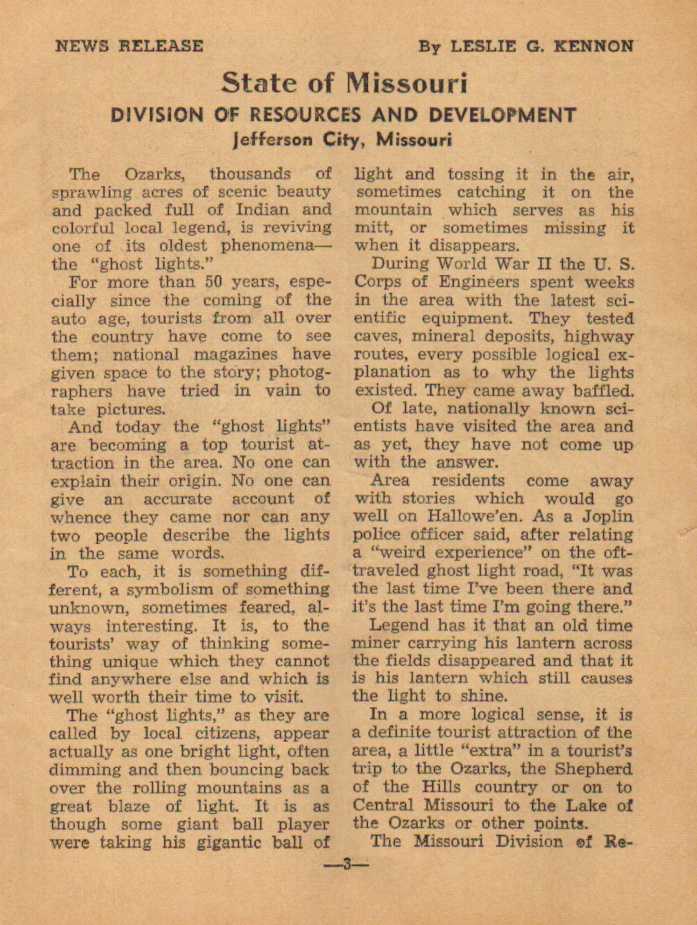 NEWS RELEASE By LESLIE G. KENNON
State of Missouri
DIVISION OF RESOURCES AND DEVELOPMENT
Jefferson City, Missouri
The Ozarks, thousands of
sprawling acres of scenic beauty
and packed full of Indian and
colorful local legend, is reviving
one of its oldest phenomena—
the “ghost lights.”
For more than 50 years, espe-
cially since the coming of the
auto age, tourists from all over
the country have come to see
them; national magazines have
given space to the story; photog-
raphers have tried in vain to
take pictures.
And today the “ghost lights”
are becoming a top tourist at-
traction in the area. No one can
explain their origin. No one can
give an accurate account of
whence they came nor can any
two people describe the lights
in the same words.
To each, it is something dif-
ferent, a symbolism of something
unknown, sometimes feared, al-
ways interesting. It is, to the
tourists’ way of thinking some-
thing unique which they cannot
find anywhere else and which is
well worth their time to visit.
The “ghost lights,” as they are
called by local citizens, appear
actually as one bright light, often
dimming and then bouncing back
over the rolling mountains as a
great blaze of light. It is as
though some giant ball player
were taking his gigantic ball of
light and tossing it in the air,
sometimes catching it on the
mountain which serves as his
mitt, or sometimes missing it
when it disappears.
During World War II the U. S.
Corps of Engineers spent weeks
in the area with the latest sci-
entific equipment. They tested
caves, mineral deposits, highway
routes, every possible logical ex-
planation as to why the lights
existed. They came away baffled.
Of late, nationally known sci-
entists have visited the area and
as yet, they have not come up
with the answer.
Area residents come away
with stories which would go
well on Hallowe’en. As a Joplin
police officer said, after relating
a “weird experience” on the oft-
traveled ghost light road, “It was
the last time I’ve been there and
it’s the last time I’m going there.”
Legend has it that an old time
miner carrying his lantern across
the fields disappeared and that it
is his lantern which still causes
the light to shine.
In a more logical sense, it is
a definite tourist attraction of the
area, a little “extra” in a tourist’s
trip to the Ozarks, the Shepherd
of the Hills country or on to
Central Missouri to the Lake of
the Ozarks or other points.
The Missouri Division of Re-
—3—